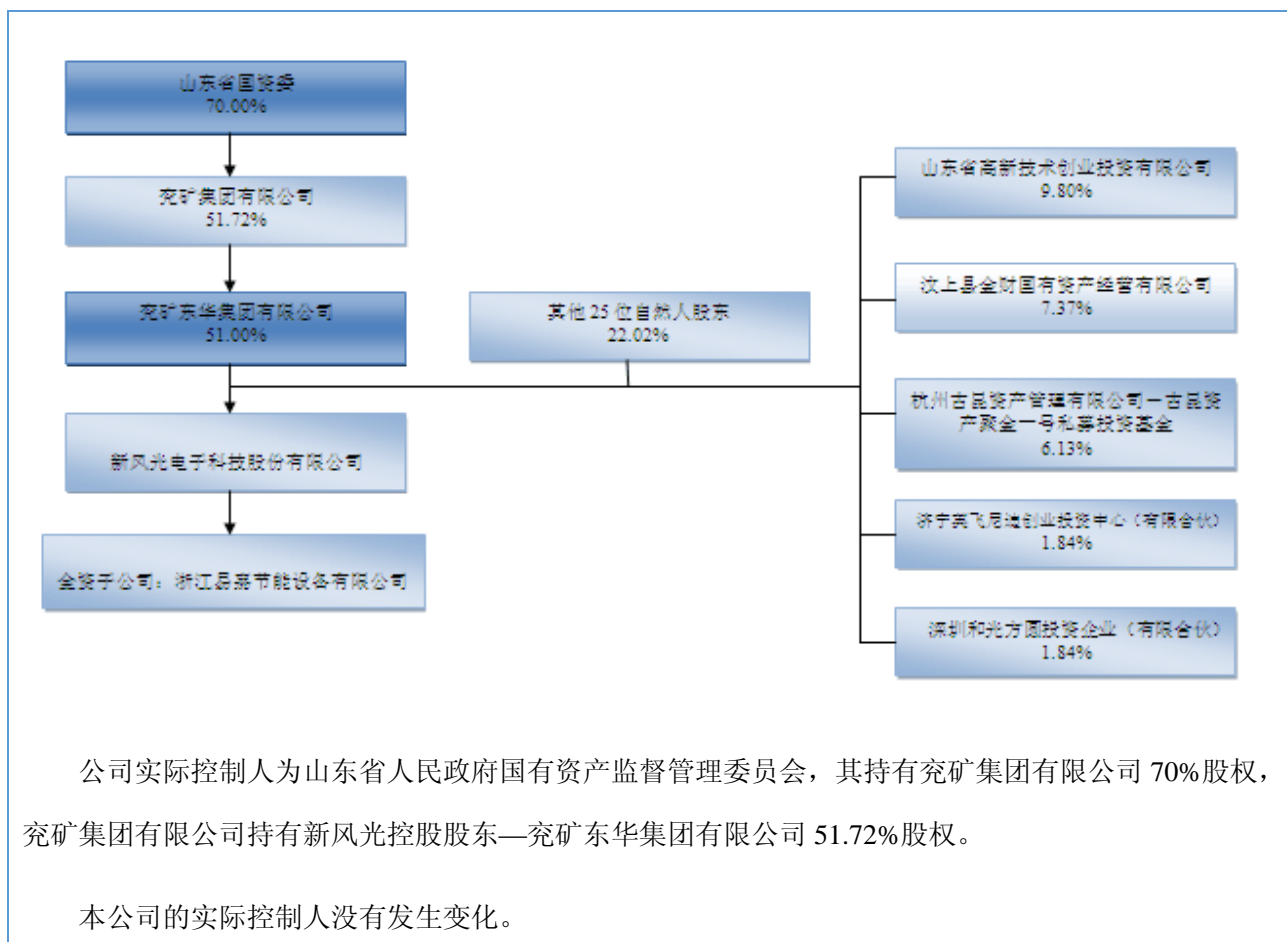 山东省国资委
70.00%
兖矿集团有限公司
51.72%
兖矿东华集团有限公司
51.00%
其他 25 位自然人股东
22.02%
新风光电子科技股份有限公司
全资子公司：浙江易嘉节能设备有限公司
山东省高新技术创业投资有限公司
9.80%
汶上县金财国有资产经营有限公司
7.37%
杭州古昆资产管理有限公司－古昆资
产聚金一号私募投资基金
6.13%
济宁英飞尼迪创业投资中心（有限合伙）
1.84%
深圳和光方圆投资企业（有限合伙）
1.84%
公司实际控制人为山东省人民政府国有资产监督管理委员会，其持有兖矿集团有限公司 70%股权，
兖矿集团有限公司持有新风光控股股东—兖矿东华集团有限公司 51.72%股权。
本公司的实际控制人没有发生变化。